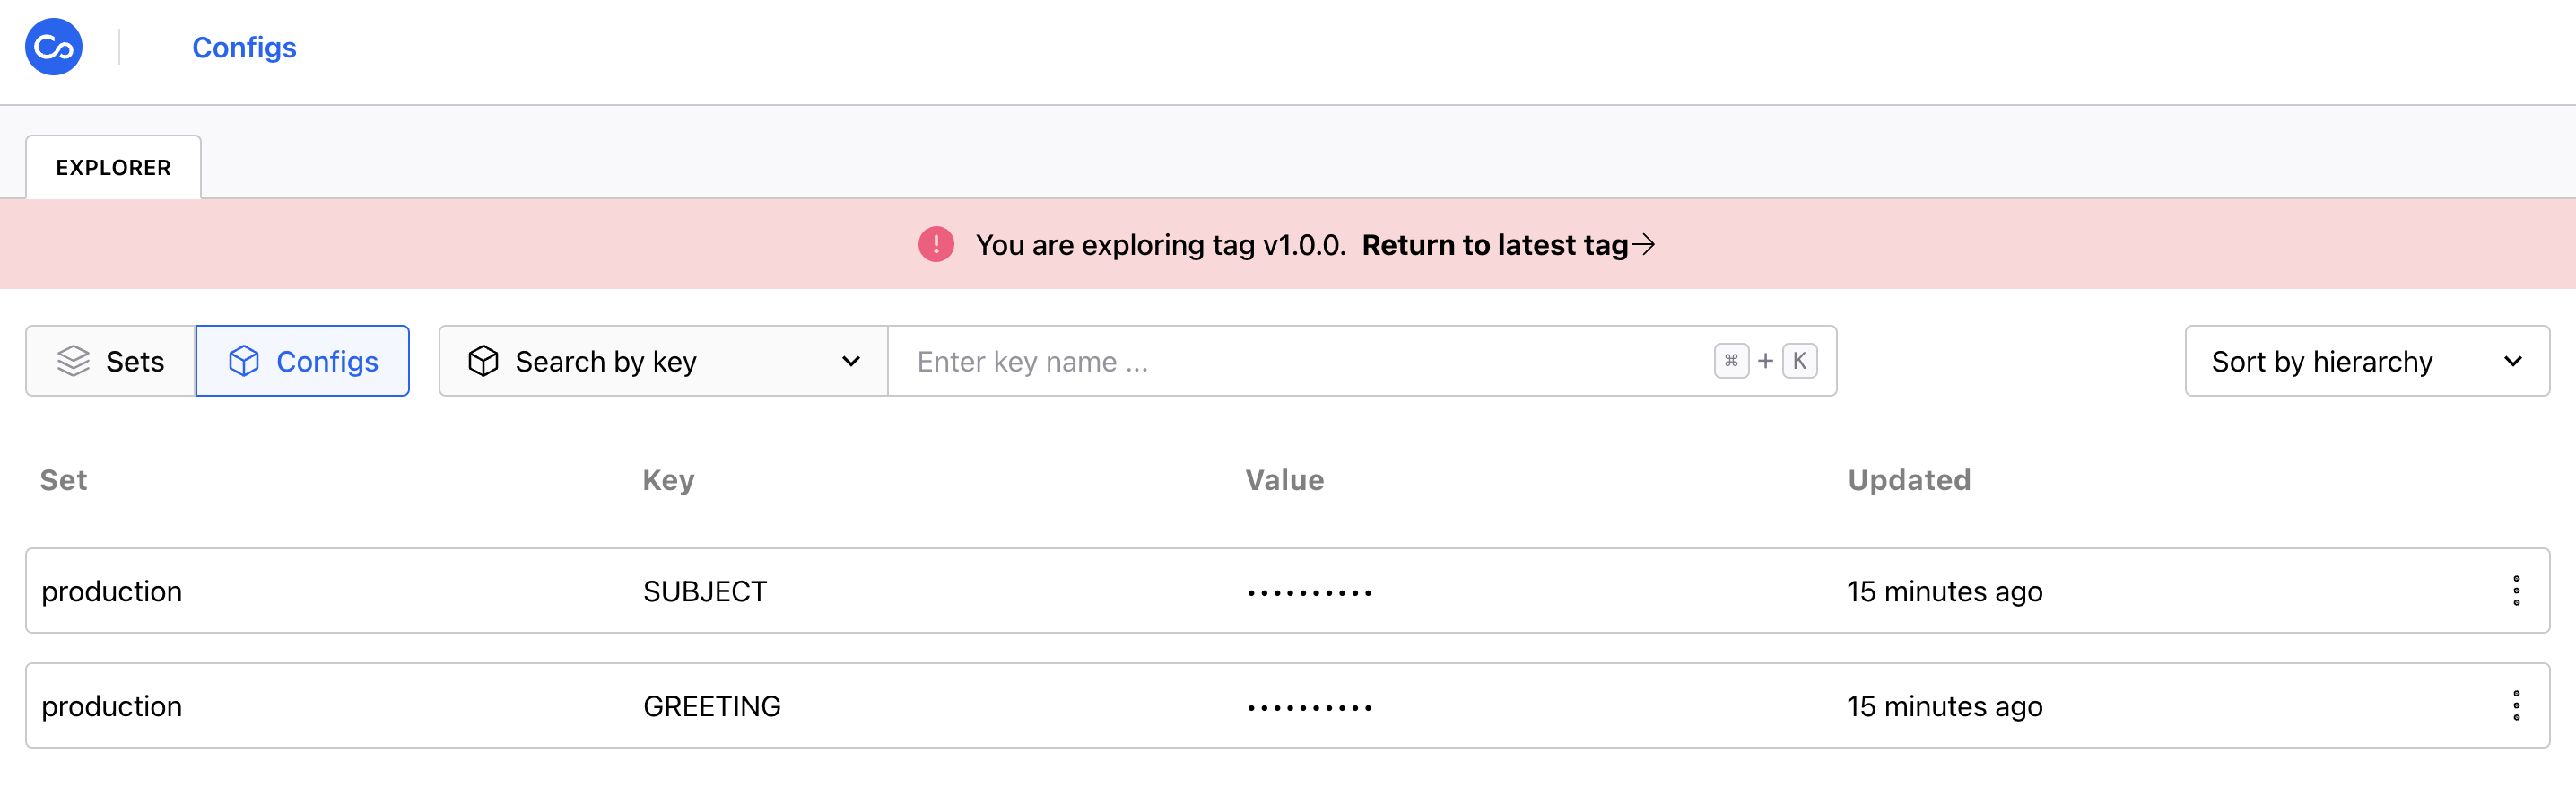 Configs
EXPLORER
You are exploring tag v1.0.0. Return to latest tag→
Sets Configs Search by key Enter key name ... ⌘ + K Sort by hierarchy
Set Key Value Updated
production SUBJECT •••••••••• 15 minutes ago
production GREETING •••••••••• 15 minutes ago